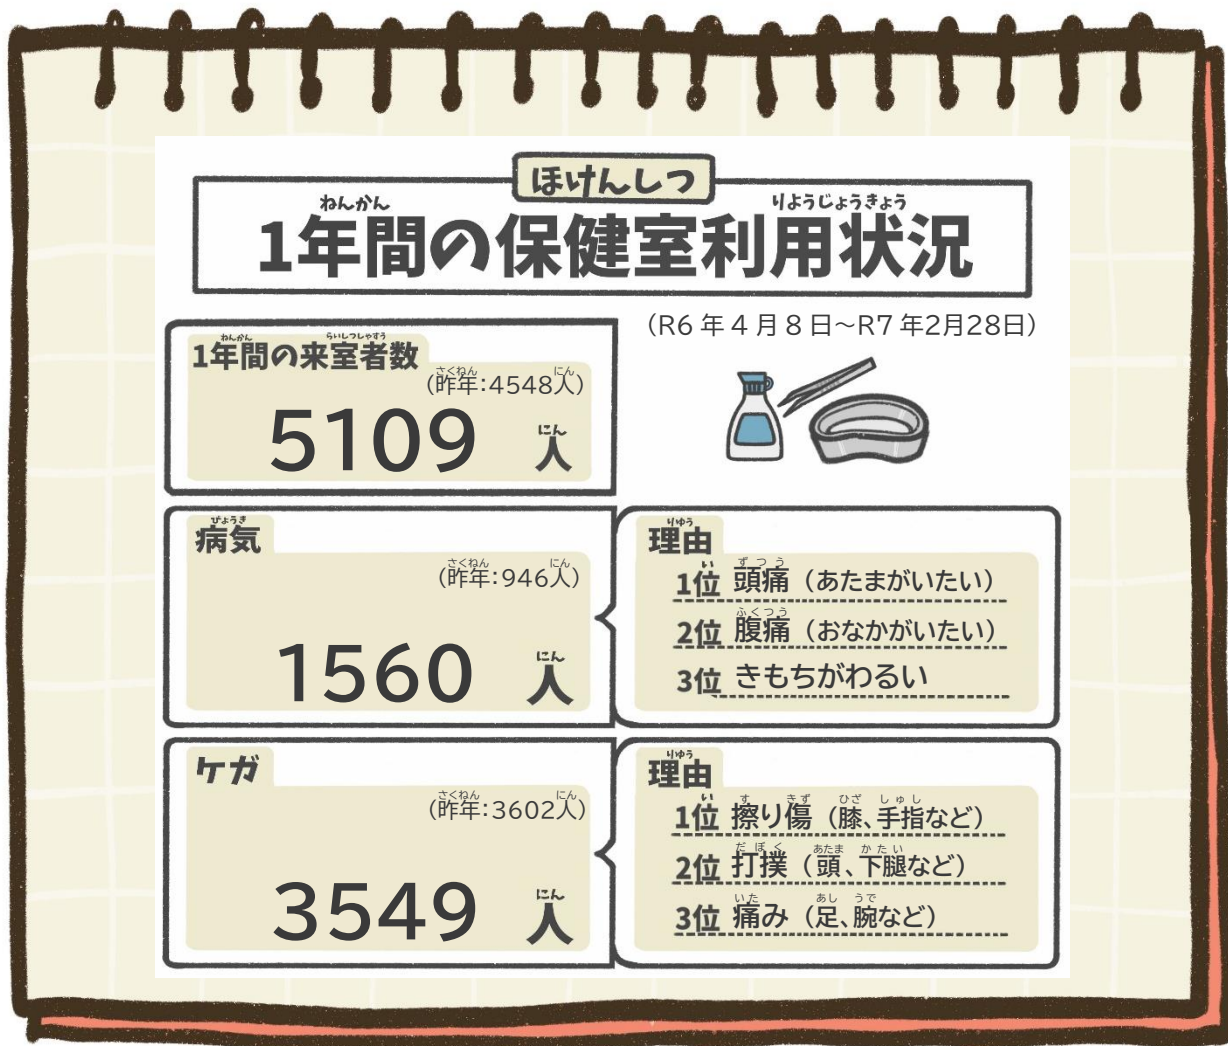 ほけんしつ
ねんかん りようじょうきょう
1年間の保健室利用状況
(R6年4月8日～R7年2月28日)
ねんかん らいしつしゃすう
1年間の来室者数
さくねん にん
(昨年:4548人)
にん
5109 人
びょうき
病気
さくねん にん
(昨年:946人)
にん
1560 人
りゆう
理由
い ずつう
1位 頭痛(あたまがいたい)
ふくつう
2位 腹痛(おなかがいたい)
3位 きもちがわるい
ケガ
さくねん にん
(昨年:3602人)
にん
3549 人
りゆう
理由
い す きず ひざ しゅし
1位 擦り傷(膝、手指など)
だぼく あたま かたい
2位 打撲(頭、下腿など)
いた あし うで
3位 痛み(足、腕など)